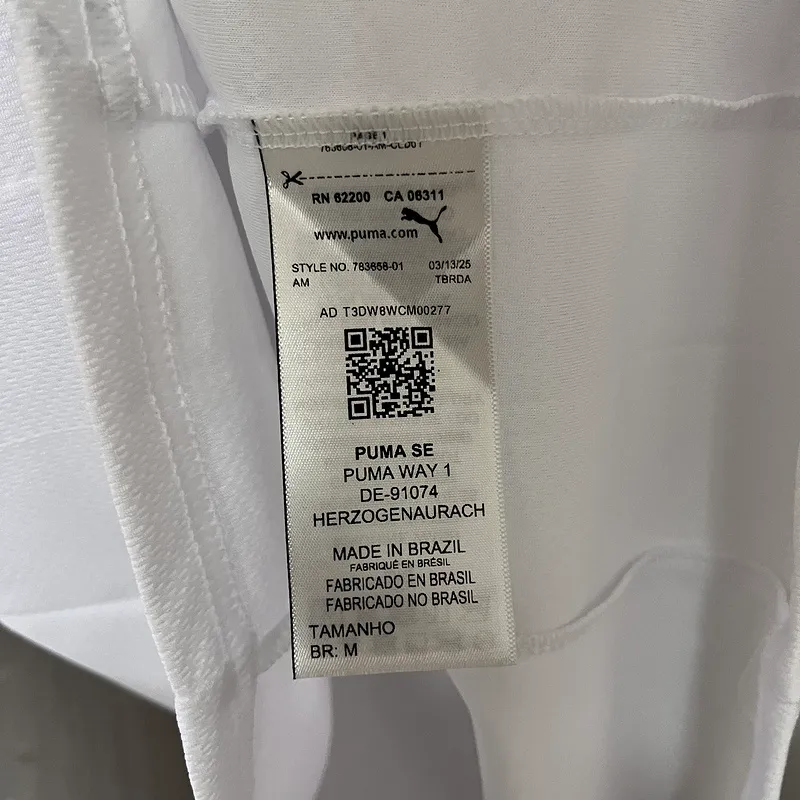 PAGE 1
RN 62200 CA 06311
www.puma.com
STYLE NO. 763658-01 03/13/25
AM TBRDA
AD T3DW8WCM00277
PUMA SE
PUMA WAY 1
DE-91074
HERZOGENAURACH
MADE IN BRAZIL
FABRIQUÉ EN BRÉSIL
FABRICADO EN BRASIL
FABRICADO NO BRASIL
TAMANHO
BR: M